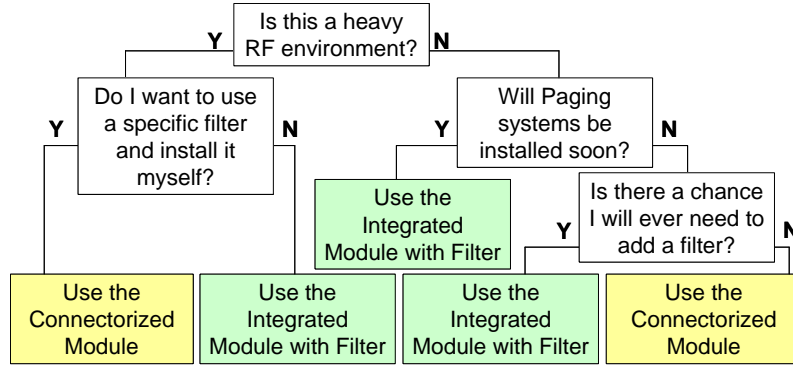 Is this a heavy
RF environment?
Y
N
Do I want to use
a specific filter
and install it
myself?
Y
N
Will Paging
systems be
installed soon?
Y
N
Use the
Integrated
Module with Filter
Is there a chance
I will ever need to
add a filter?
Y
N
Use the
Connectorized
Module
Use the
Integrated
Module with Filter
Use the
Integrated
Module with Filter
Use the
Connectorized
Module